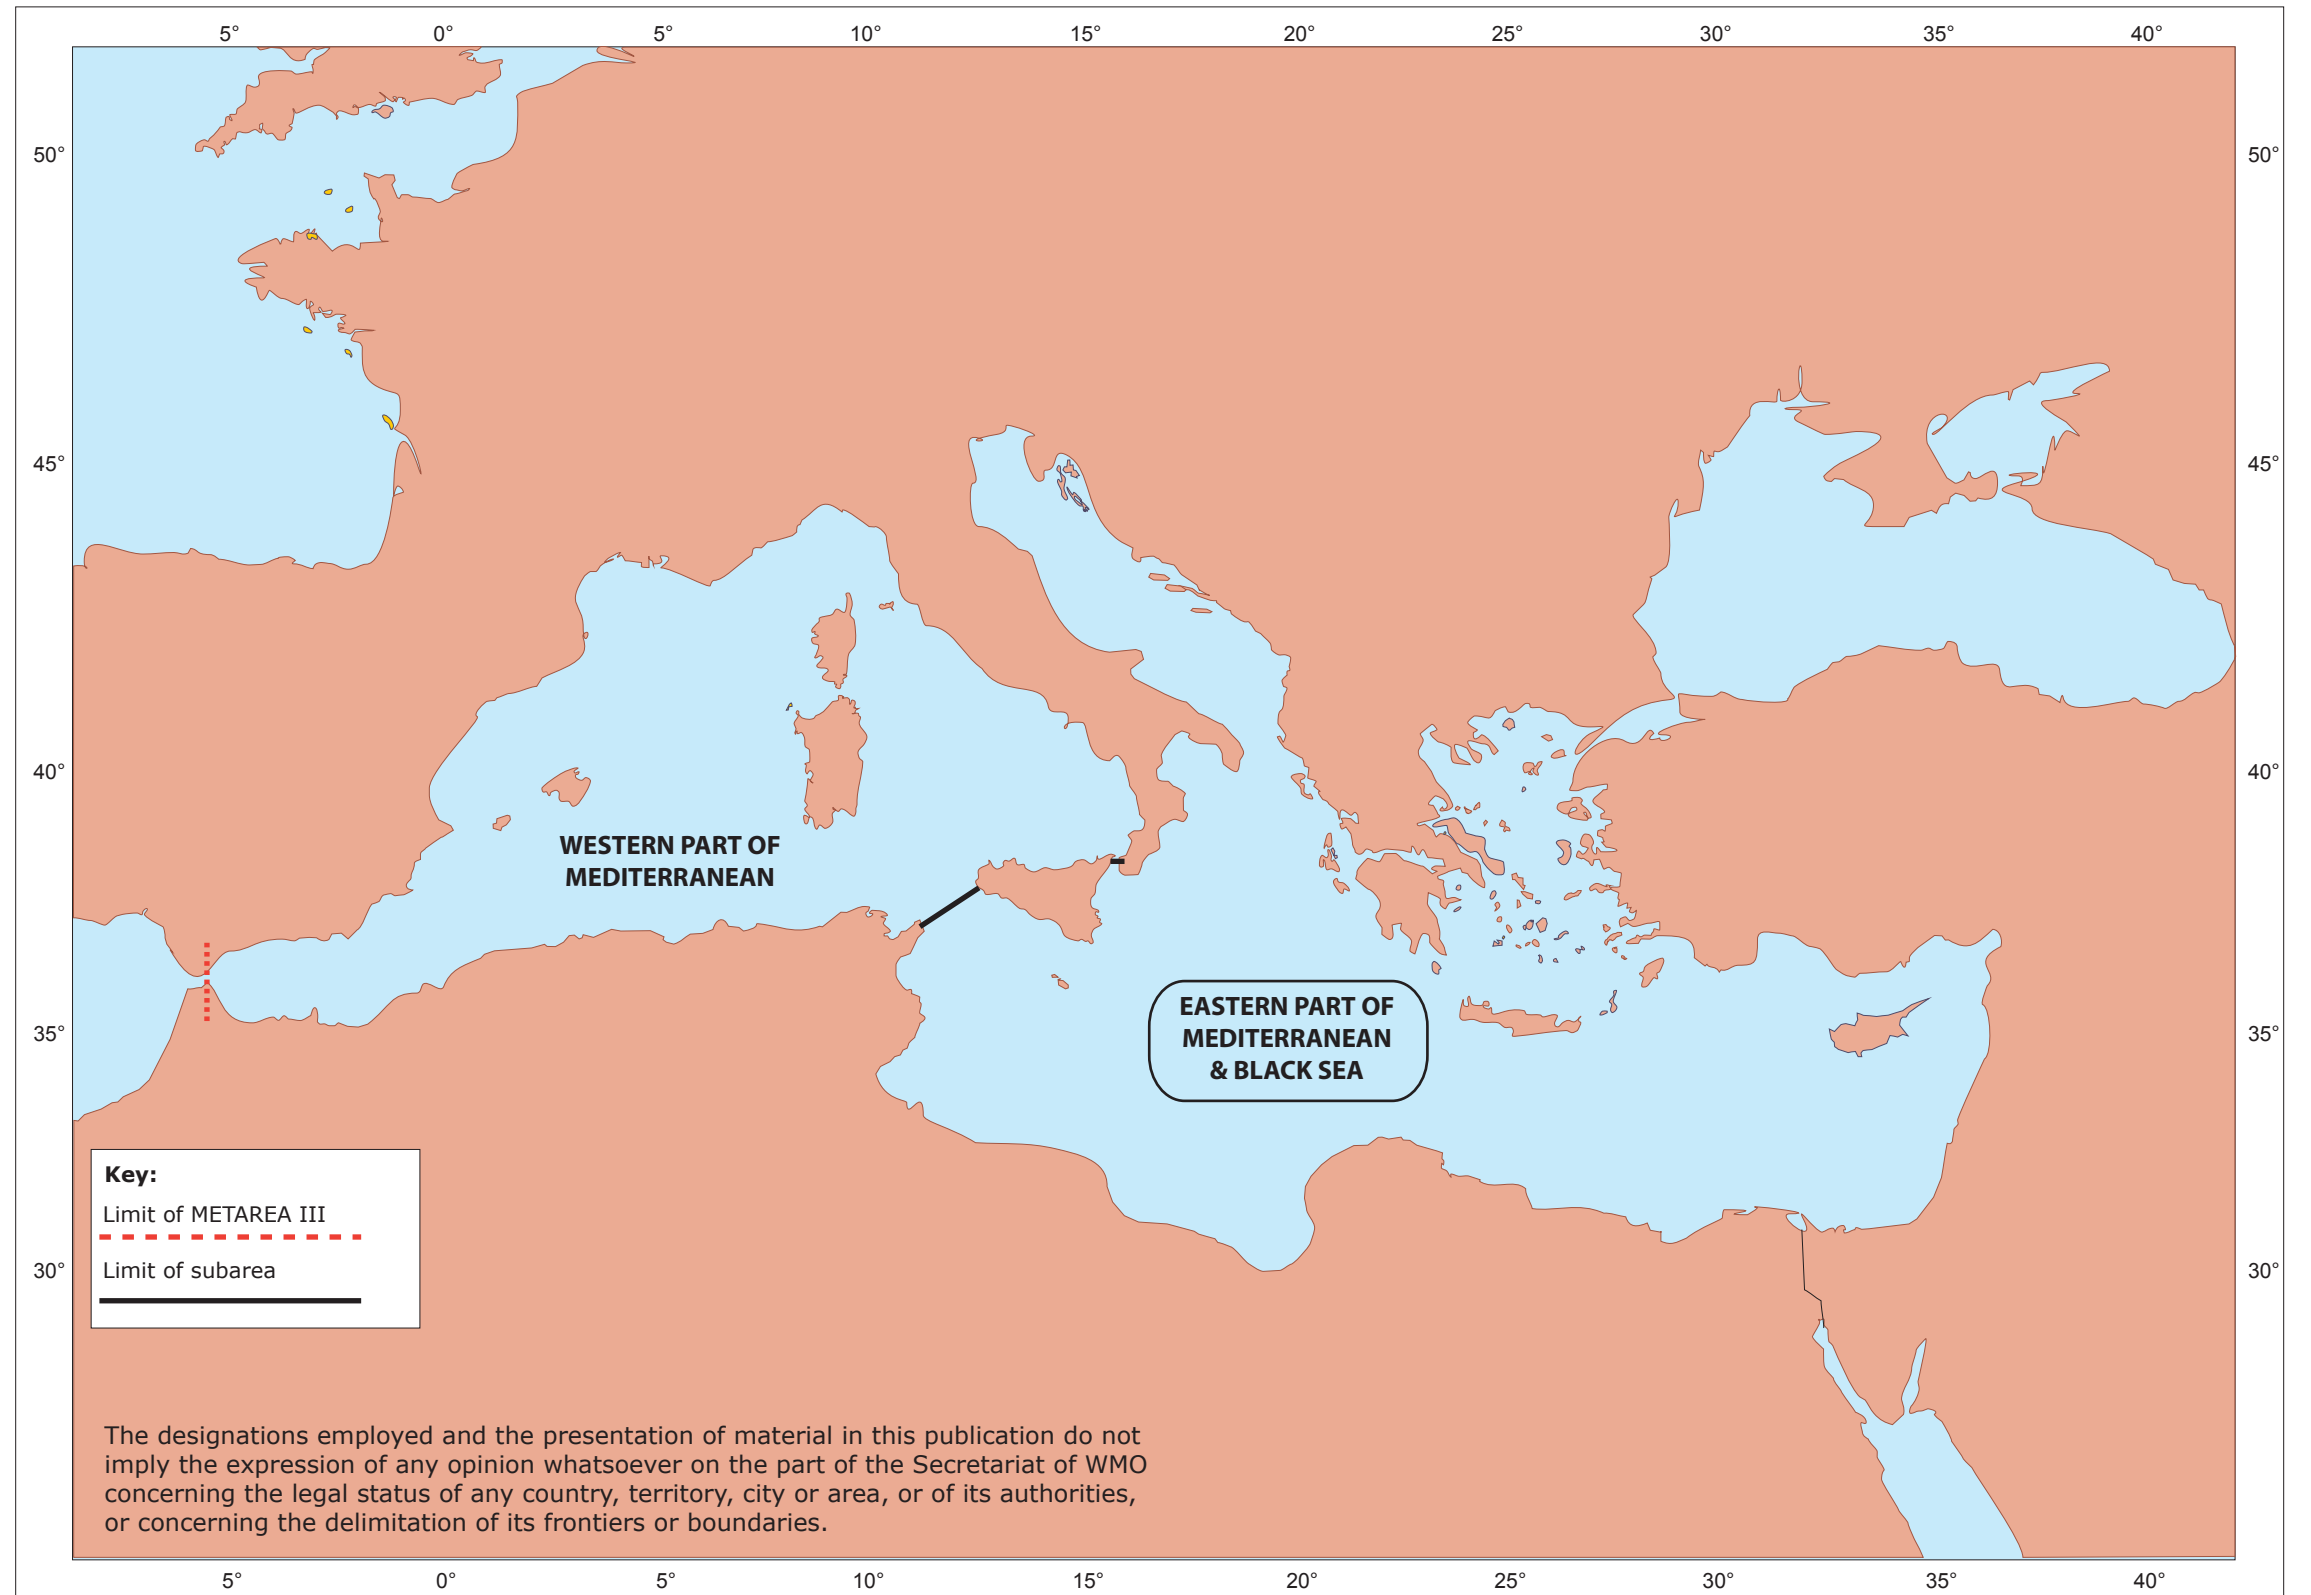 5° 0° 5° 10° 15° 20° 25° 30° 35° 40°
50° 50°
45° 45°
40° 40°
WESTERN PART OF
MEDITERRANEAN
EASTERN PART OF
MEDITERRANEAN
& BLACK SEA
35° 35°
Key:
Limit of METAREA III
Limit of subarea
30° 30°
The designations employed and the presentation of material in this publication do not
imply the expression of any opinion whatsoever on the part of the Secretariat of WMO
concerning the legal status of any country, territory, city or area, or of its authorities,
or concerning the delimitation of its frontiers or boundaries.
5° 0° 5° 10° 15° 20° 25° 30° 35° 40°